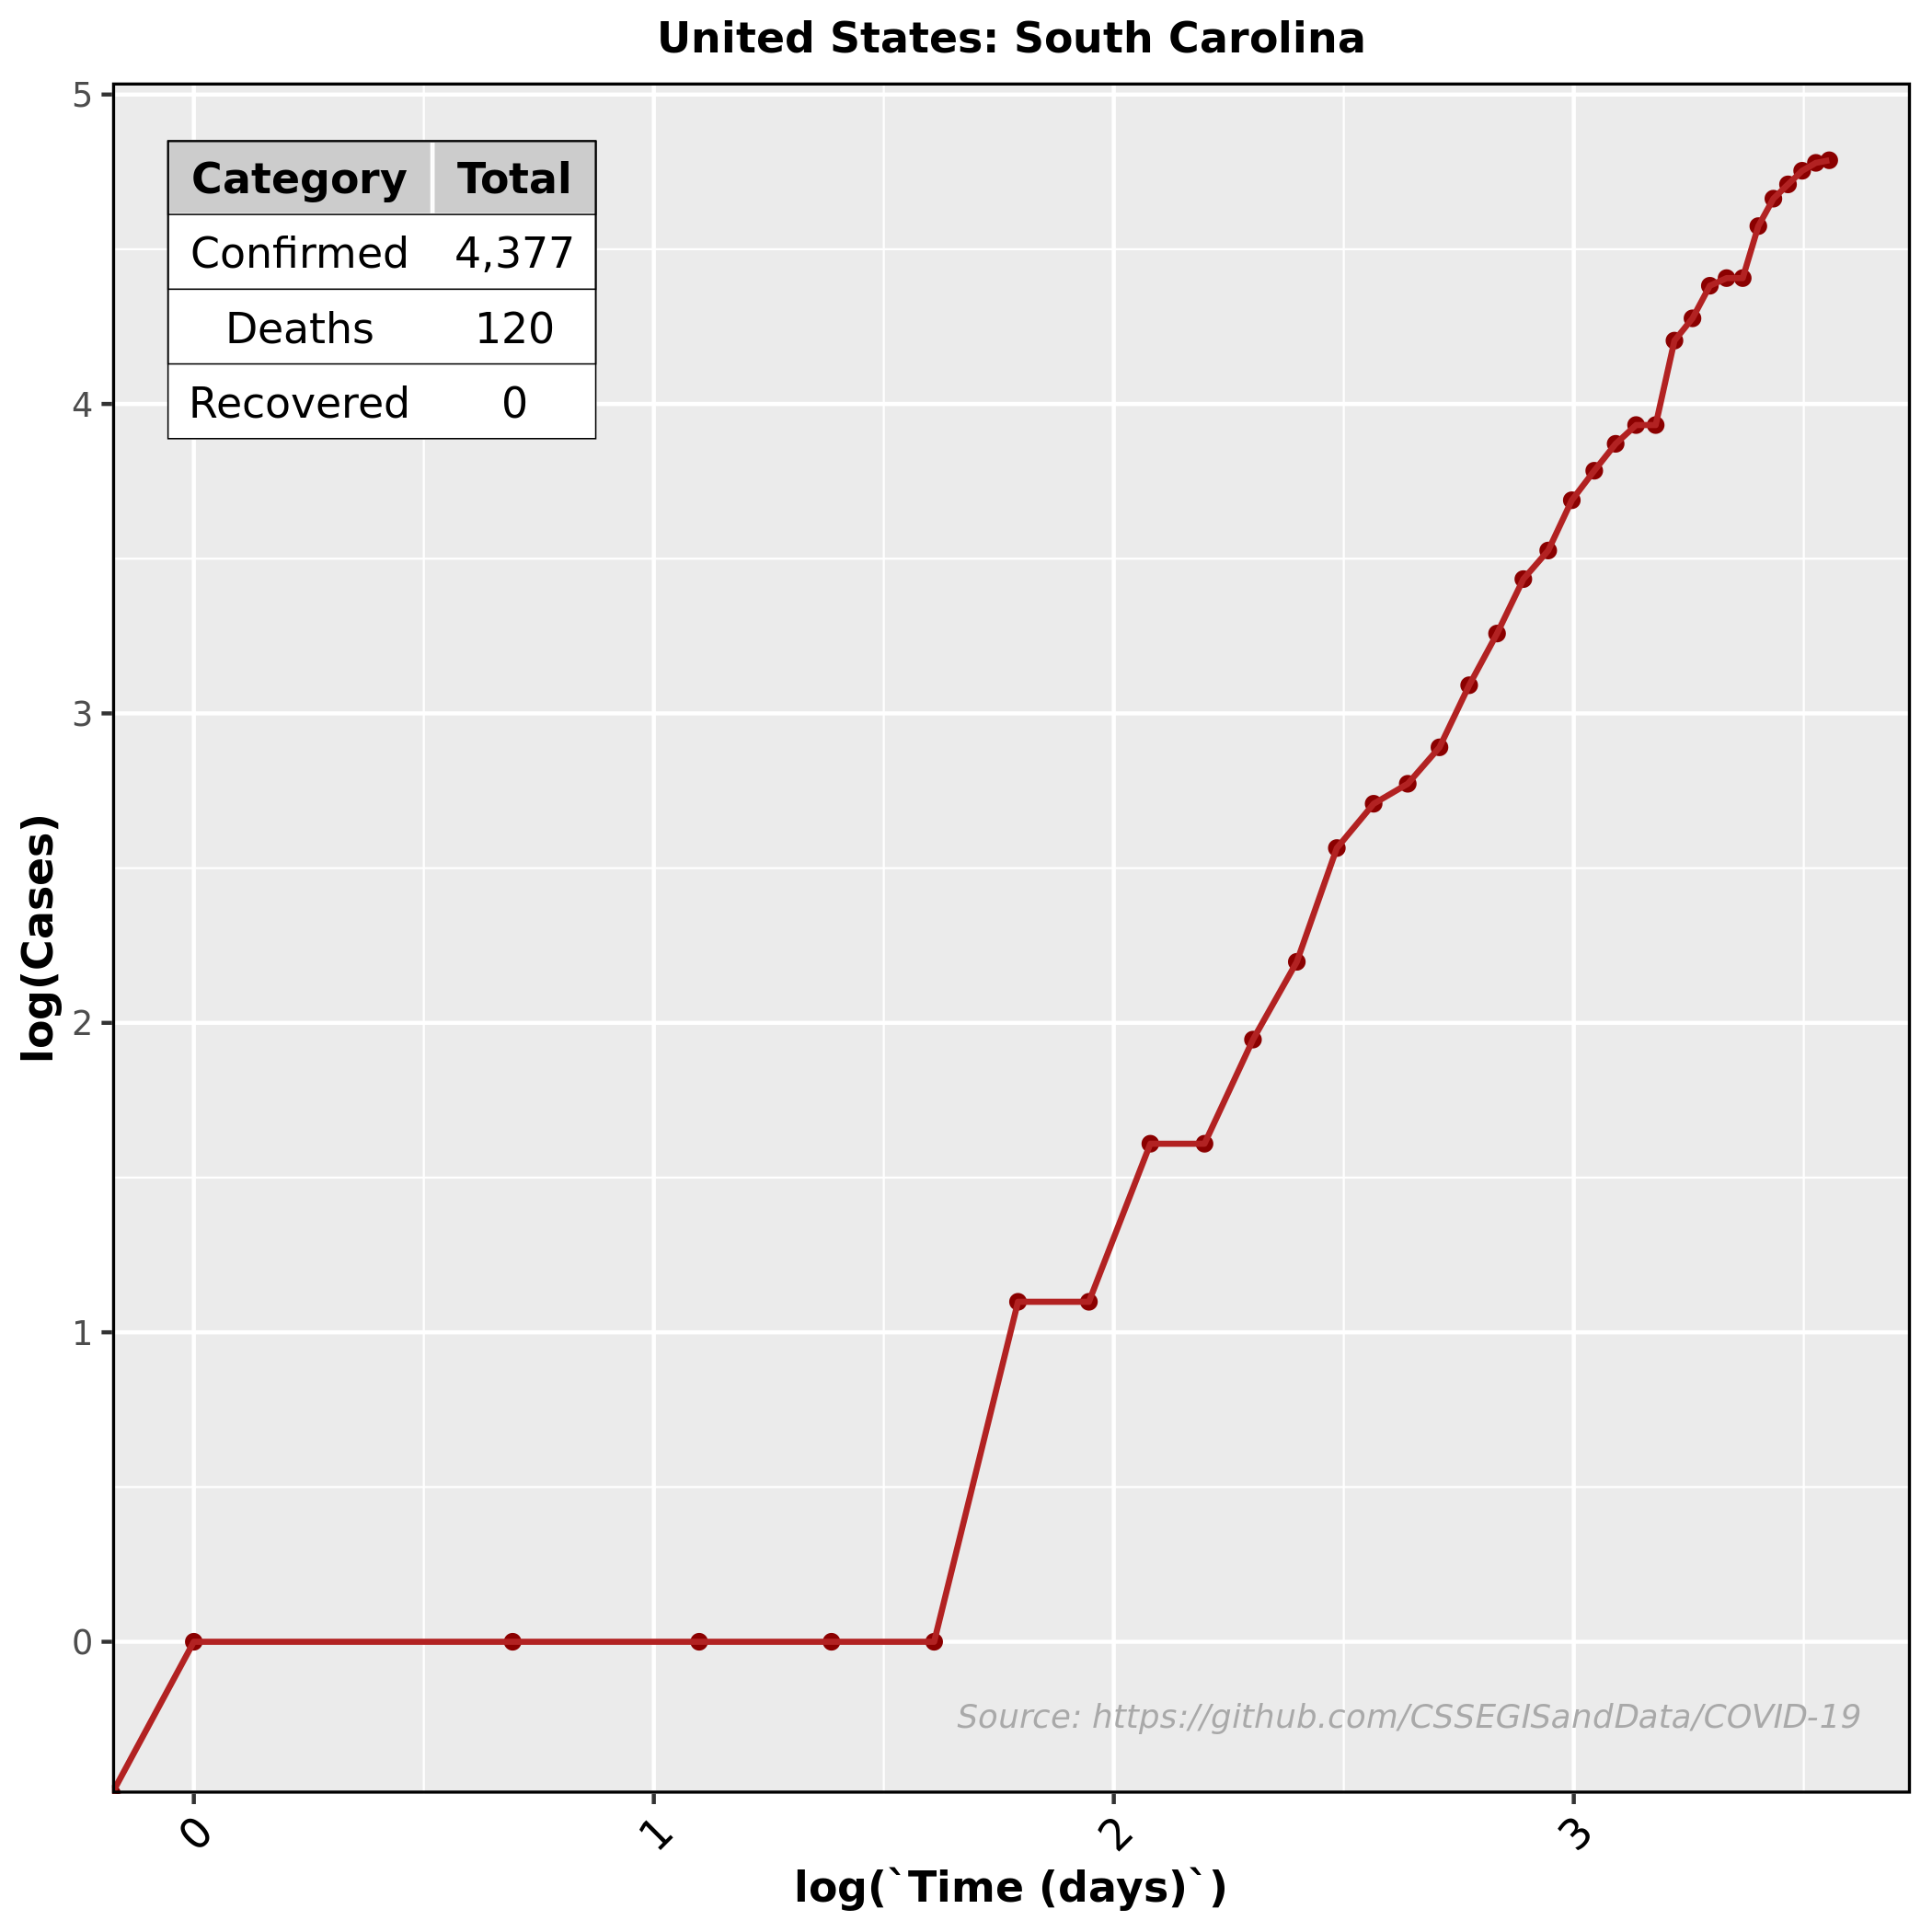 United States: South Carolina
5
Category Total
Confirmed 4,377
Deaths 120
Recovered 0
4
3
2
1
0
log(Cases)
Source: https://github.com/CSSEGISandData/COVID-19
0 1 2 3
log(`Time (days)`)